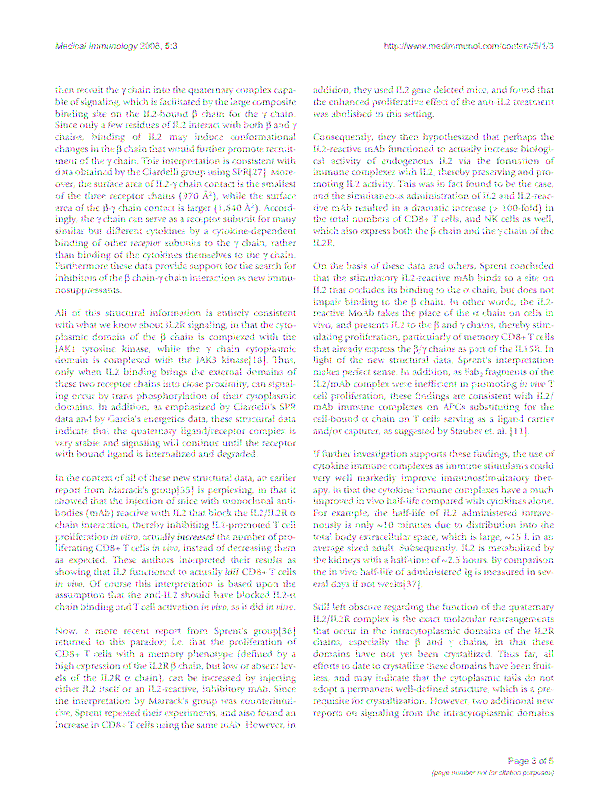 Medical Immunology 2006, 5:3
http://www.medimmunol.com/content/5/1/3
then recruit the γ chain into the quaternary complex capa-
ble of signaling, which is facilitated by the large composite
binding site on the IL2-bound β chain for the γ chain.
Since only a few residues of IL2 interact with both β and γ
chains, binding of IL2 may induce conformational
changes in the β chain that would further promote recruit-
ment of the γ chain. This interpretation is consistent with
data obtained by the Ciardelli group using SPR[27]. More-
over, the surface area of IL2-γ chain contact is the smallest
of the three receptor chains (970 Å²), while the surface
area of the β-γ chain contact is larger (1,540 Å²). Accord-
ingly, the γ chain can serve as a receptor subunit for many
similar but different cytokines by a cytokine-dependent
binding of other receptor subunits to the γ chain, rather
than binding of the cytokines themselves to the γ chain.
Furthermore these data provide support for the search for
inhibitors of the β chain-γ chain interaction as new immu-
nosuppressants.
All of this structural information is entirely consistent
with what we know about IL2R signaling, in that the cyto-
plasmic domain of the β chain is complexed with the
JAK1 tyrosine kinase, while the γ chain cytoplasmic
domain is complexed with the JAK3 kinase[18]. Thus,
only when IL2 binding brings the external domains of
these two receptor chains into close proximity, can signal-
ing occur by trans phosphorylation of their cytoplasmic
domains. In addition, as emphasized by Ciardelli's SPR
data and by Garcia's energetics data, these structural data
indicate that the quaternary ligand/receptor complex is
very stable and signaling will continue until the receptor
with bound ligand is internalized and degraded.
In the context of all of these new structural data, an earlier
report from Marrack's group[35] is perplexing, in that it
showed that the injection of mice with monoclonal anti-
bodies (mAb) reactive with IL2 that block the IL2/IL2R α
chain interaction, thereby inhibiting IL2-promoted T cell
proliferation in vitro, actually increased the number of pro-
liferating CD8+ T cells in vivo, instead of decreasing them
as expected. These authors interpreted their results as
showing that IL2 functioned to actually kill CD8+ T cells
in vivo. Of course this interpretation is based upon the
assumption that the anti-IL2 should have blocked IL2-α
chain binding and T cell activation in vivo, as it did in vitro.
Now, a more recent report from Sprent's group[36]
returned to this paradox i.e. that the proliferation of
CD8+ T cells with a memory phenotype (defined by a
high expression of the IL2R β chain, but low or absent lev-
els of the IL2R α chain), can be increased by injecting
either IL2 itself or an IL2-reactive, inhibitory mAb. Since
the interpretation by Marrack's group was counterintui-
tive, Sprent repeated their experiments, and also found an
increase in CD8+ T cells using the same mAb. However, in
addition, they used IL2 gene deleted mice, and found that
the enhanced proliferative effect of the anti-IL2 treatment
was abolished in this setting.
Consequently, they then hypothesized that perhaps the
IL2-reactive mAb functioned to actually increase biologi-
cal activity of endogenous IL2 via the formation of
immune complexes with IL2, thereby preserving and pro-
moting IL2 activity. This was in fact found to be the case,
and the simultaneous administration of IL2 and IL2-reac-
tive mAb resulted in a dramatic increase (> 100-fold) in
the total numbers of CD8+ T cells, and NK cells as well,
which also express both the β chain and the γ chain of the
IL2R.
On the basis of these data and others, Sprent concluded
that the stimulatory IL2-reactive mAb binds to a site on
IL2 that occludes its binding to the α chain, but does not
impair binding to the β chain. In other words, the IL2-
reactive MoAb takes the place of the α chain on cells in
vivo, and presents IL2 to the β and γ chains, thereby stim-
ulating proliferation, particularly of memory CD8+ T cells
that already express the β/γ chains as part of the IL15R. In
light of the new structural data, Sprent's interpretation
makes perfect sense. In addition, as Fab₂ fragments of the
IL2/mAb complex were inefficient in promoting in vivo T
cell proliferation, these findings are consistent with IL2/
mAb immune complexes on APCs substituting for the
cell-bound α chain on T cells serving as a ligand carrier
and/or capturer, as suggested by Stauber et. al. [11].
If further investigation supports these findings, the use of
cytokine immune complexes as immune stimulants could
very well markedly improve immunostimulatory ther-
apy, in that the cytokine immune complexes have a much
improved in vivo half-life compared with cytokines alone.
For example, the half-life of IL2 administered intrave-
nously is only ~10 minutes due to distribution into the
total body extracellular space, which is large, ~15 L in an
average sized adult. Subsequently, IL2 is metabolized by
the kidneys with a half-life of ~2.5 hours. By comparison
the in vivo half-life of administered Ig is measured in sev-
eral days if not weeks[37].
Still left obscure regarding the function of the quaternary
IL2/IL2R complex is the exact molecular rearrangements
that occur in the intracytoplasmic domains of the IL2R
chains, especially the β and γ chains, in that these
domains have not yet been crystallized. Thus far, all
efforts to date to crystallize these domains have been fruit-
less, and may indicate that the cytoplasmic tails do not
adopt a permanent well-defined structure, which is a pre-
requisite for crystallization. However, two additional new
reports on signaling from the intracytoplasmic domains
Page 3 of 5
(page number not for citation purposes)